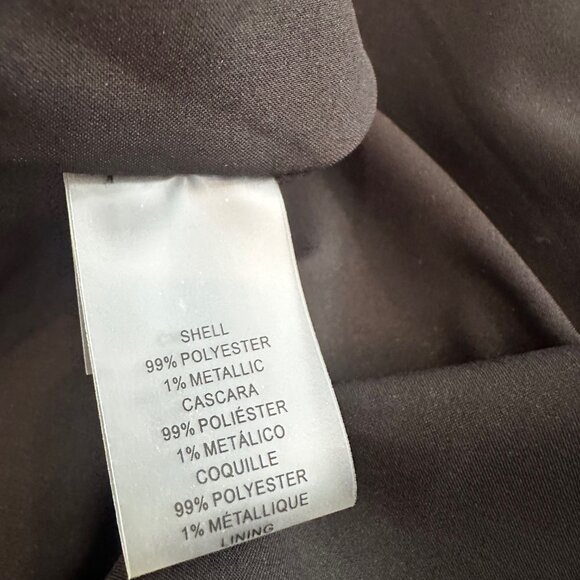 SHELL
99% POLYESTER
1% METALLIC
CASCARA
99% POLIÉSTER
1% METÁLICO
COQUILLE
99% POLYESTER
1% MÉTALLIQUE
LINING